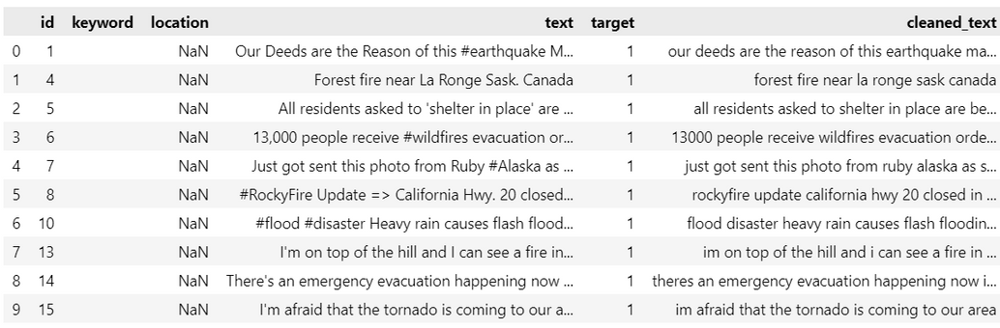 id keyword location text target cleaned_text
0 1 NaN Our Deeds are the Reason of this #earthquake M... 1 our deeds are the reason of this earthquake ma...
1 4 NaN Forest fire near La Ronge Sask. Canada 1 forest fire near la ronge sask canada
2 5 NaN All residents asked to 'shelter in place' are ... 1 all residents asked to shelter in place are be...
3 6 NaN 13,000 people receive #wildfires evacuation or... 1 13000 people receive wildfires evacuation orde...
4 7 NaN Just got sent this photo from Ruby #Alaska as ... 1 just got sent this photo from ruby alaska as s...
5 8 NaN #RockyFire Update => California Hwy. 20 closed... 1 rockyfire update california hwy 20 closed in ...
6 10 NaN #flood #disaster Heavy rain causes flash flood... 1 flood disaster heavy rain causes flash floodin...
7 13 NaN I'm on top of the hill and I can see a fire in... 1 im on top of the hill and i can see a fire in ...
8 14 NaN There's an emergency evacuation happening now ... 1 theres an emergency evacuation happening now i...
9 15 NaN I'm afraid that the tornado is coming to our a... 1 im afraid that the tornado is coming to our area